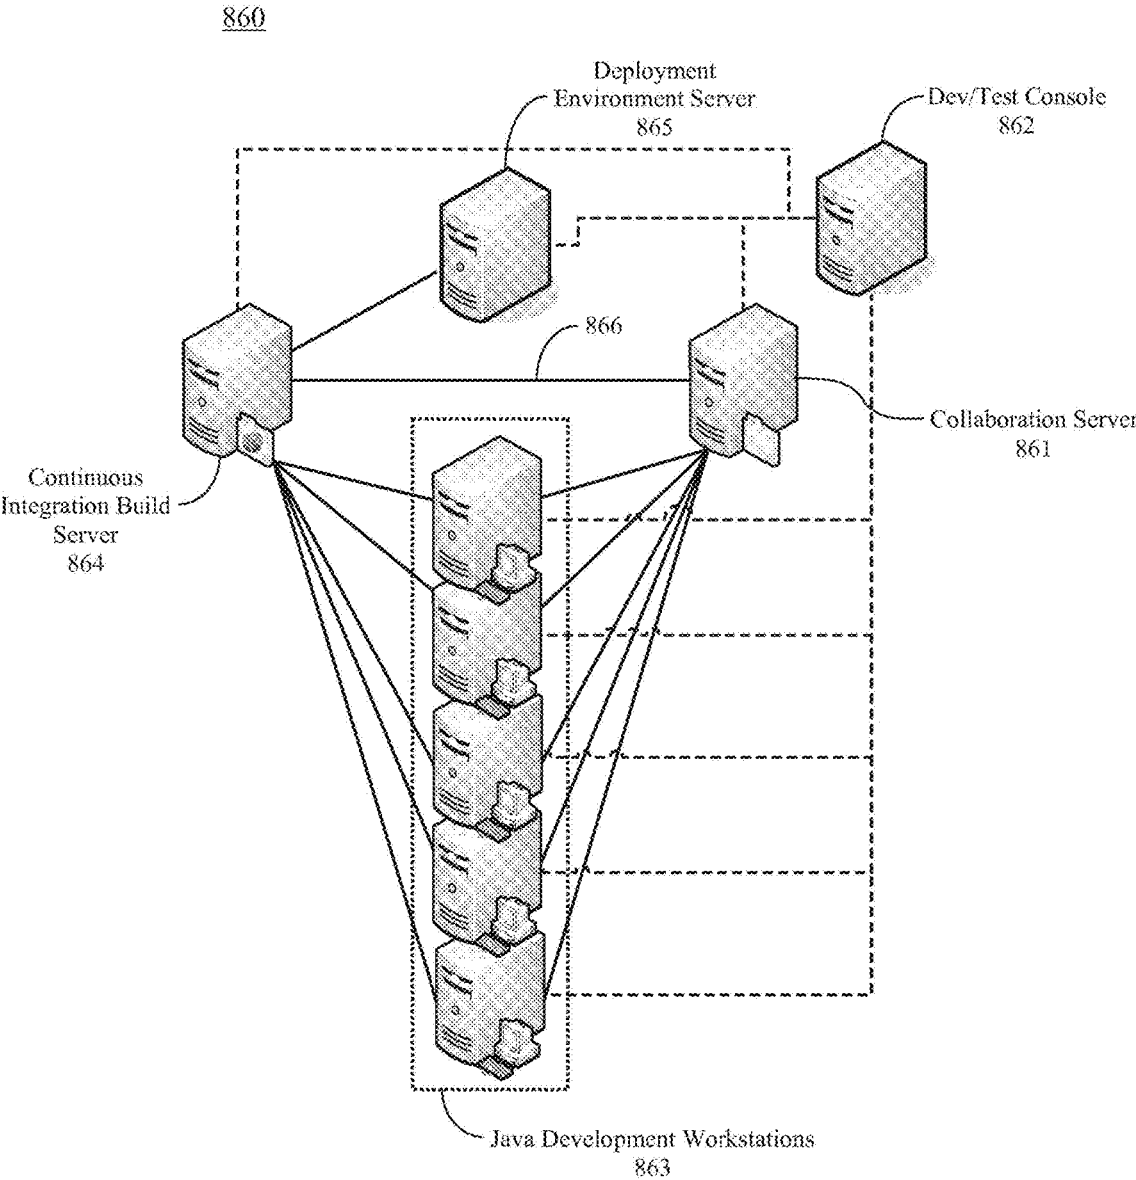 860
Deployment
Environment Server
865
Dev/Test Console
862
866
Collaboration Server
861
Continuous
Integration Build
Server
864
Java Development Workstations
863